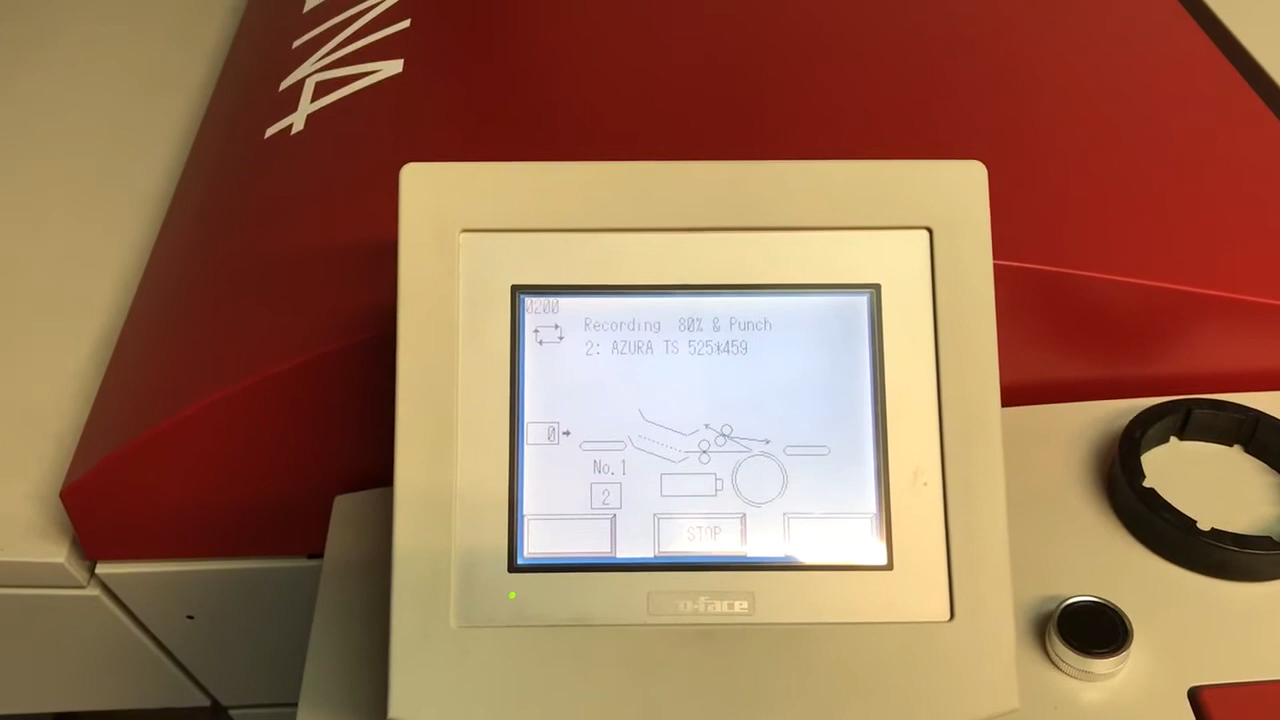 0200
Recording 80% & Punch
2: AZURA TS 525*459
0
No.1
2
STOP